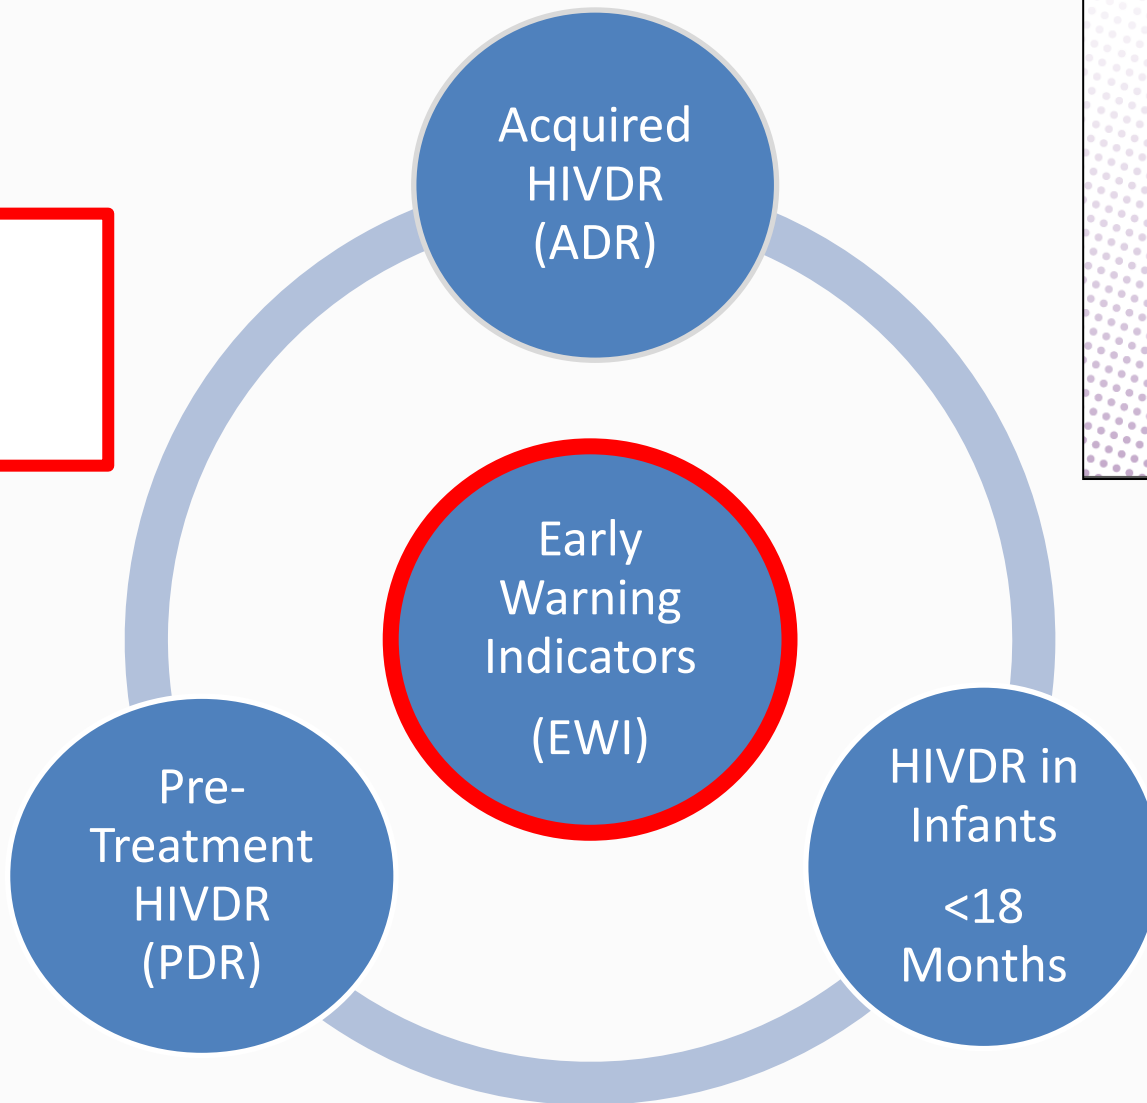 Acquired
HIVDR
(ADR)
Early
Warning
Indicators
(EWI)
Pre-
Treatment
HIVDR
(PDR)
HIVDR in
Infants
<18
Months